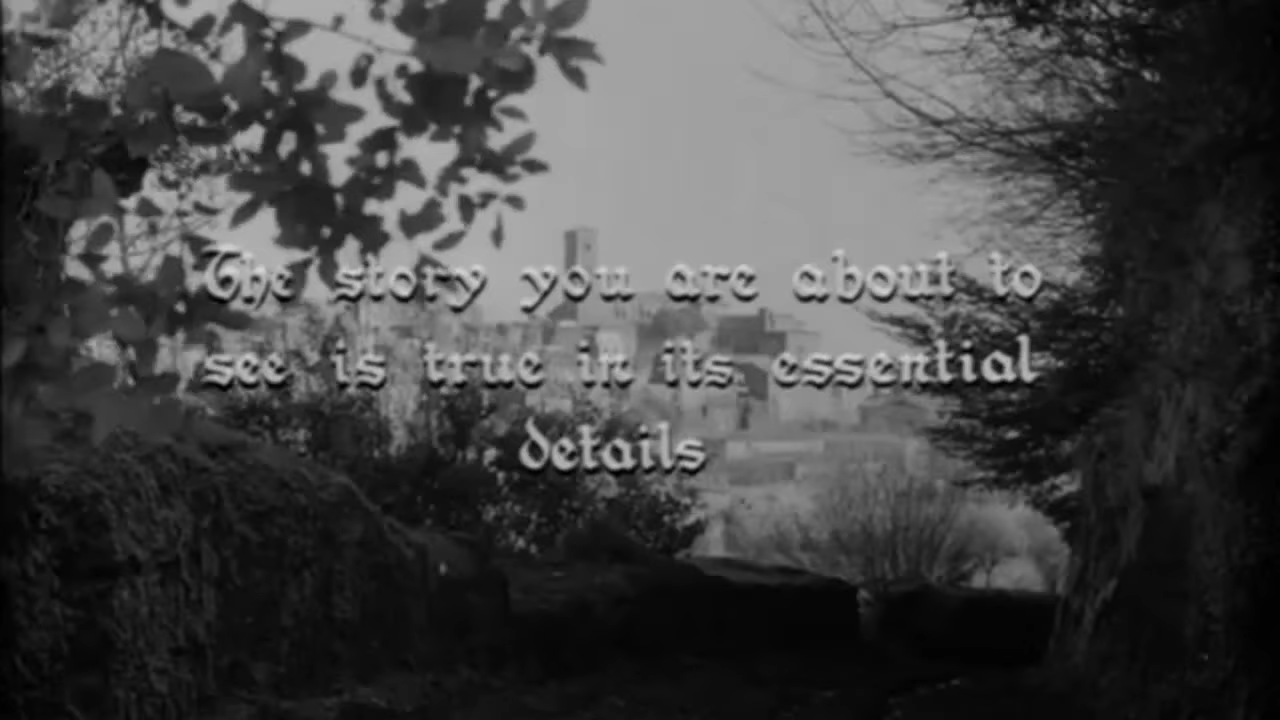 The story you are about to
see is true in its essential
details